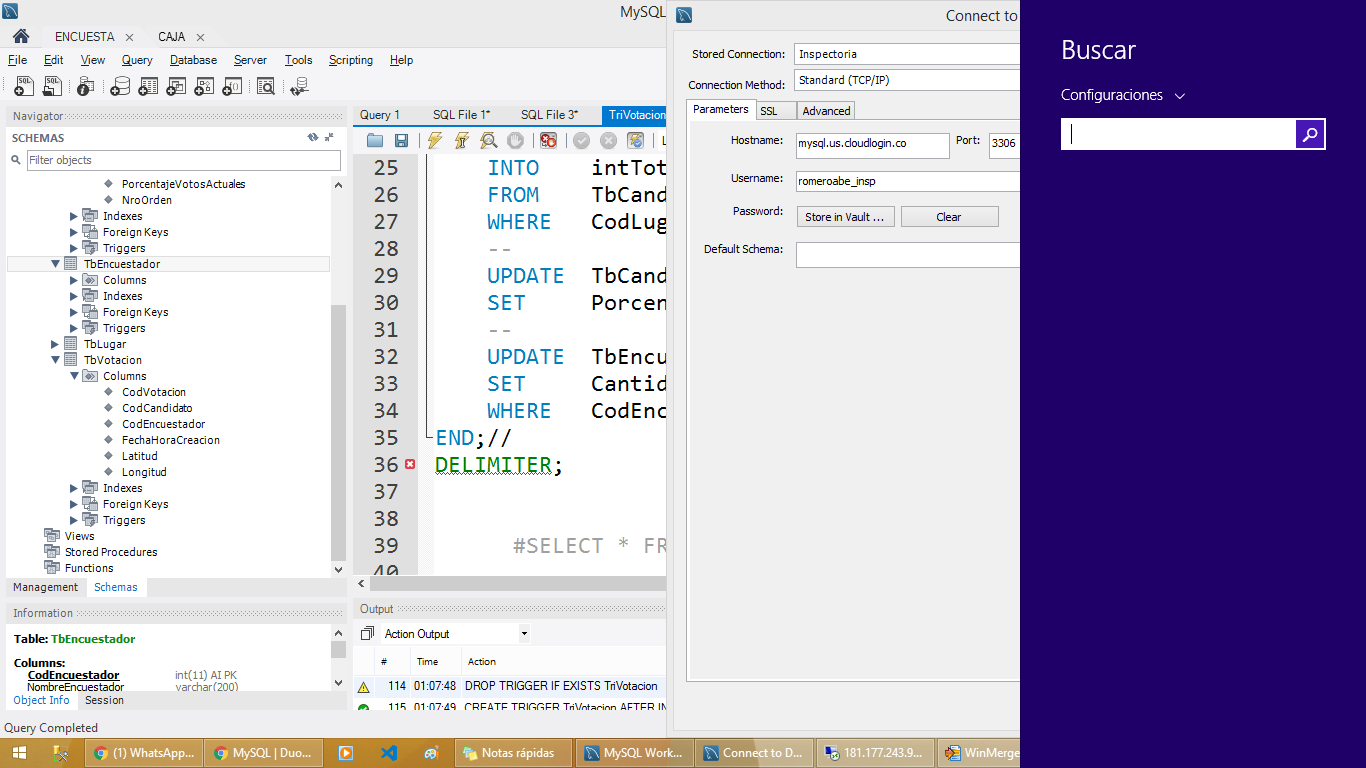 MySQL
ENCUESTA
CAJA
File Edit View Query Database Server Tools Scripting Help
Navigator
SCHEMAS
Filter objects
PorcentajeVotosActuales
NroOrden
Indexes
Foreign Keys
Triggers
TbEncuestador
Columns
Indexes
Foreign Keys
Triggers
TbLugar
TbVotacion
Columns
CodVotacion
CodCandidato
CodEncuestador
FechaHoraCreacion
Latitud
Longitud
Indexes
Foreign Keys
Triggers
Views
Stored Procedures
Functions
Management Schemas
Information
Table: TbEncuestador
Columns:
CodEncuestador int(11) AI PK
NombreEncuestador varchar(200)
Object Info Session
Query Completed
Query 1 SQL File 1* SQL File 3* TriVotacion
L
25 INTO intTot
26 FROM TbCand
27 WHERE CodLug
28 --
29 UPDATE TbCand
30 SET Porcen
31 --
32 UPDATE TbEncu
33 SET Cantid
34 WHERE CodEnc
35 END;//
36 DELIMITER;
37
38
39 #SELECT * FR
40
Output
Action Output
# Time Action
114 01:07:48 DROP TRIGGER IF EXISTS TriVotacion
115 01:07:49 CREATE TRIGGER TriVotacion AFTER IN
Connect to
Stored Connection: Inspectoria
Connection Method: Standard (TCP/IP)
Parameters SSL Advanced
Hostname: mysql.us.cloudlogin.co Port: 3306
Username: romeroabe_insp
Password: Store in Vault ... Clear
Default Schema:
Buscar
Configuraciones
(1) WhatsApp... MySQL | Duo... Notas rápidas MySQL Work... Connect to D... 181.177.243.9... WinMerge